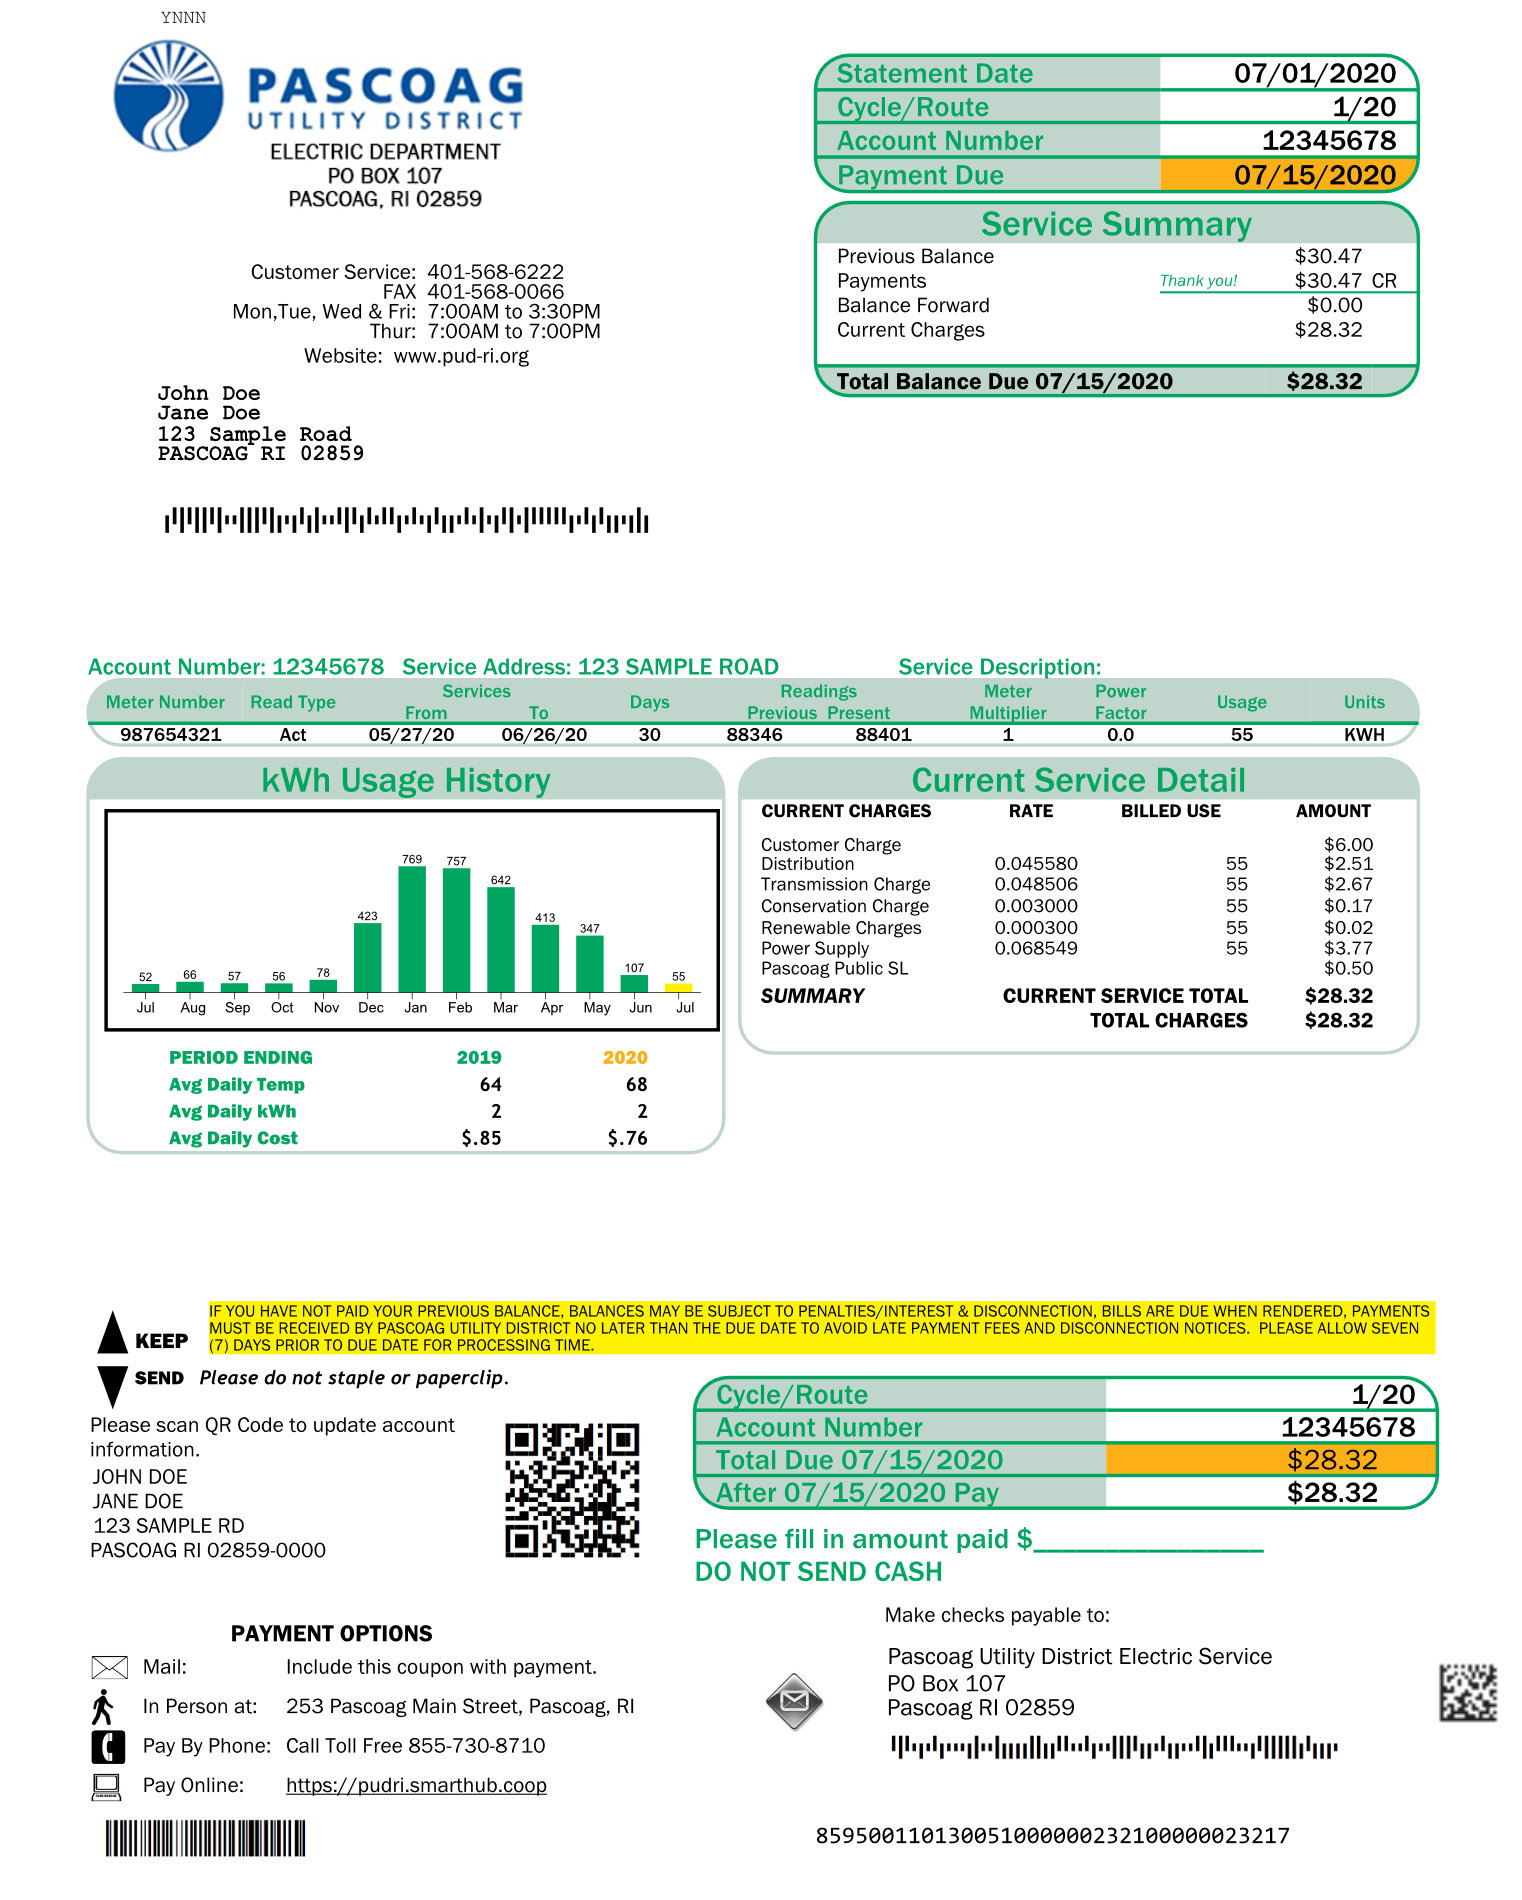 YNNN
PASCOAG
UTILITY DISTRICT
ELECTRIC DEPARTMENT
PO BOX 107
PASCOAG, RI 02859
Customer Service: 401-568-6222
FAX 401-568-0066
Mon,Tue, Wed & Fri: 7:00AM to 3:30PM
Thur: 7:00AM to 7:00PM
Website: www.pud-ri.org
John Doe
Jane Doe
123 Sample Road
PASCOAG RI 02859
Statement Date 07/01/2020
Cycle/Route 1/20
Account Number 12345678
Payment Due 07/15/2020
Service Summary
Previous Balance $30.47
Payments Thank you! $30.47 CR
Balance Forward $0.00
Current Charges $28.32
Total Balance Due 07/15/2020 $28.32
Account Number: 12345678 Service Address: 123 SAMPLE ROAD Service Description:
Meter Number Read Type Services From To Days Readings Previous Present Meter Multiplier Power Factor Usage Units
987654321 Act 05/27/20 06/26/20 30 88346 88401 1 0.0 55 KWH
kWh Usage History
52 66 57 56 78 423 769 757 642 413 347 107 55
Jul Aug Sep Oct Nov Dec Jan Feb Mar Apr May Jun Jul
PERIOD ENDING 2019 2020
Avg Daily Temp 64 68
Avg Daily kWh 2 2
Avg Daily Cost $.85 $.76
Current Service Detail
CURRENT CHARGES RATE BILLED USE AMOUNT
Customer Charge $6.00
Distribution 0.045580 55 $2.51
Transmission Charge 0.048506 55 $2.67
Conservation Charge 0.003000 55 $0.17
Renewable Charges 0.000300 55 $0.02
Power Supply 0.068549 55 $3.77
Pascoag Public SL $0.50
SUMMARY CURRENT SERVICE TOTAL $28.32
TOTAL CHARGES $28.32
IF YOU HAVE NOT PAID YOUR PREVIOUS BALANCE, BALANCES MAY BE SUBJECT TO PENALTIES/INTEREST & DISCONNECTION, BILLS ARE DUE WHEN RENDERED, PAYMENTS
MUST BE RECEIVED BY PASCOAG UTILITY DISTRICT NO LATER THAN THE DUE DATE TO AVOID LATE PAYMENT FEES AND DISCONNECTION NOTICES. PLEASE ALLOW SEVEN
(7) DAYS PRIOR TO DUE DATE FOR PROCESSING TIME.
KEEP
SEND Please do not staple or paperclip.
Please scan QR Code to update account
information.
JOHN DOE
JANE DOE
123 SAMPLE RD
PASCOAG RI 02859-0000
Cycle/Route 1/20
Account Number 12345678
Total Due 07/15/2020 $28.32
After 07/15/2020 Pay $28.32
Please fill in amount paid $________________
DO NOT SEND CASH
PAYMENT OPTIONS
Mail: Include this coupon with payment.
In Person at: 253 Pascoag Main Street, Pascoag, RI
Pay By Phone: Call Toll Free 855-730-8710
Pay Online: https://pudri.smarthub.coop
Make checks payable to:
Pascoag Utility District Electric Service
PO Box 107
Pascoag RI 02859
859500110130051000000232100000023217